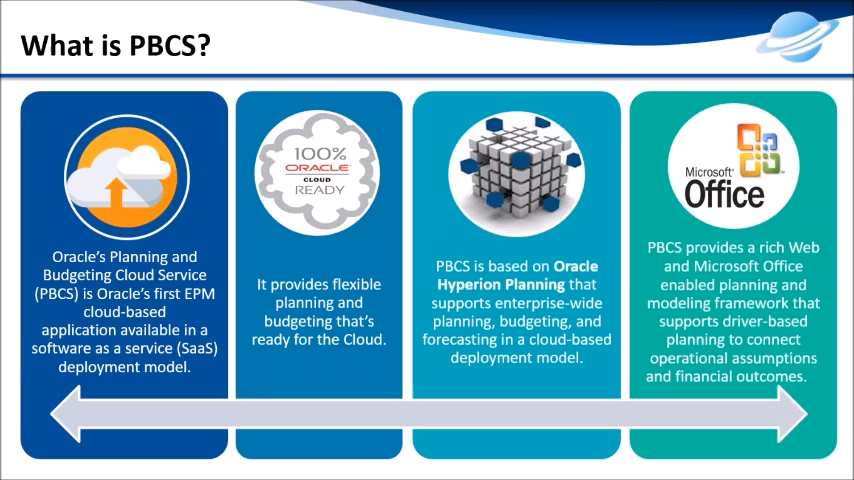 What is PBCS?
Oracle's Planning and
Budgeting Cloud Service
(PBCS) is Oracle's first EPM
cloud-based
application available in a
software as a service (SaaS)
deployment model.
100%
ORACLE
CLOUD
READY
It provides flexible
planning and
budgeting that's
ready for the Cloud.
PBCS is based on Oracle
Hyperion Planning that
supports enterprise-wide
planning, budgeting, and
forecasting in a cloud-based
deployment model.
Microsoft®
Office
PBCS provides a rich Web
and Microsoft Office
enabled planning and
modeling framework that
supports driver-based
planning to connect
operational assumptions
and financial outcomes.